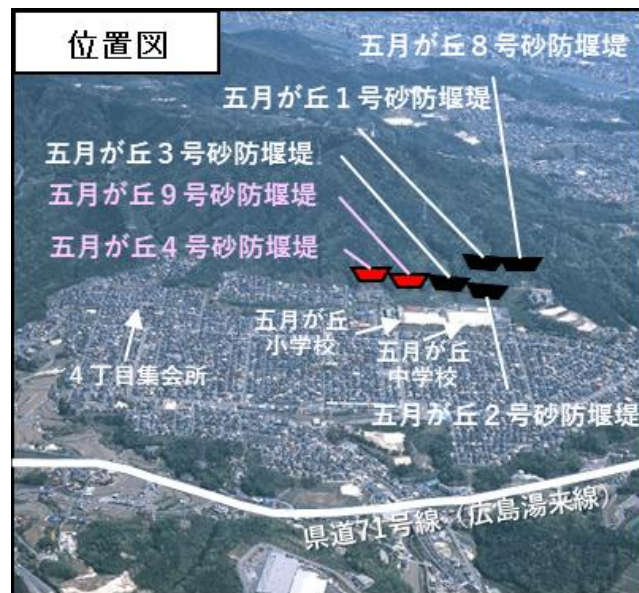 位置図
五月が丘８号砂防堰堤
五月が丘１号砂防堰堤
五月が丘３号砂防堰堤
五月が丘９号砂防堰堤
五月が丘４号砂防堰堤
五月が丘
小学校
五月が丘
中学校
４丁目集会所
五月が丘２号砂防堰堤
県道71号線（広島湯来線）